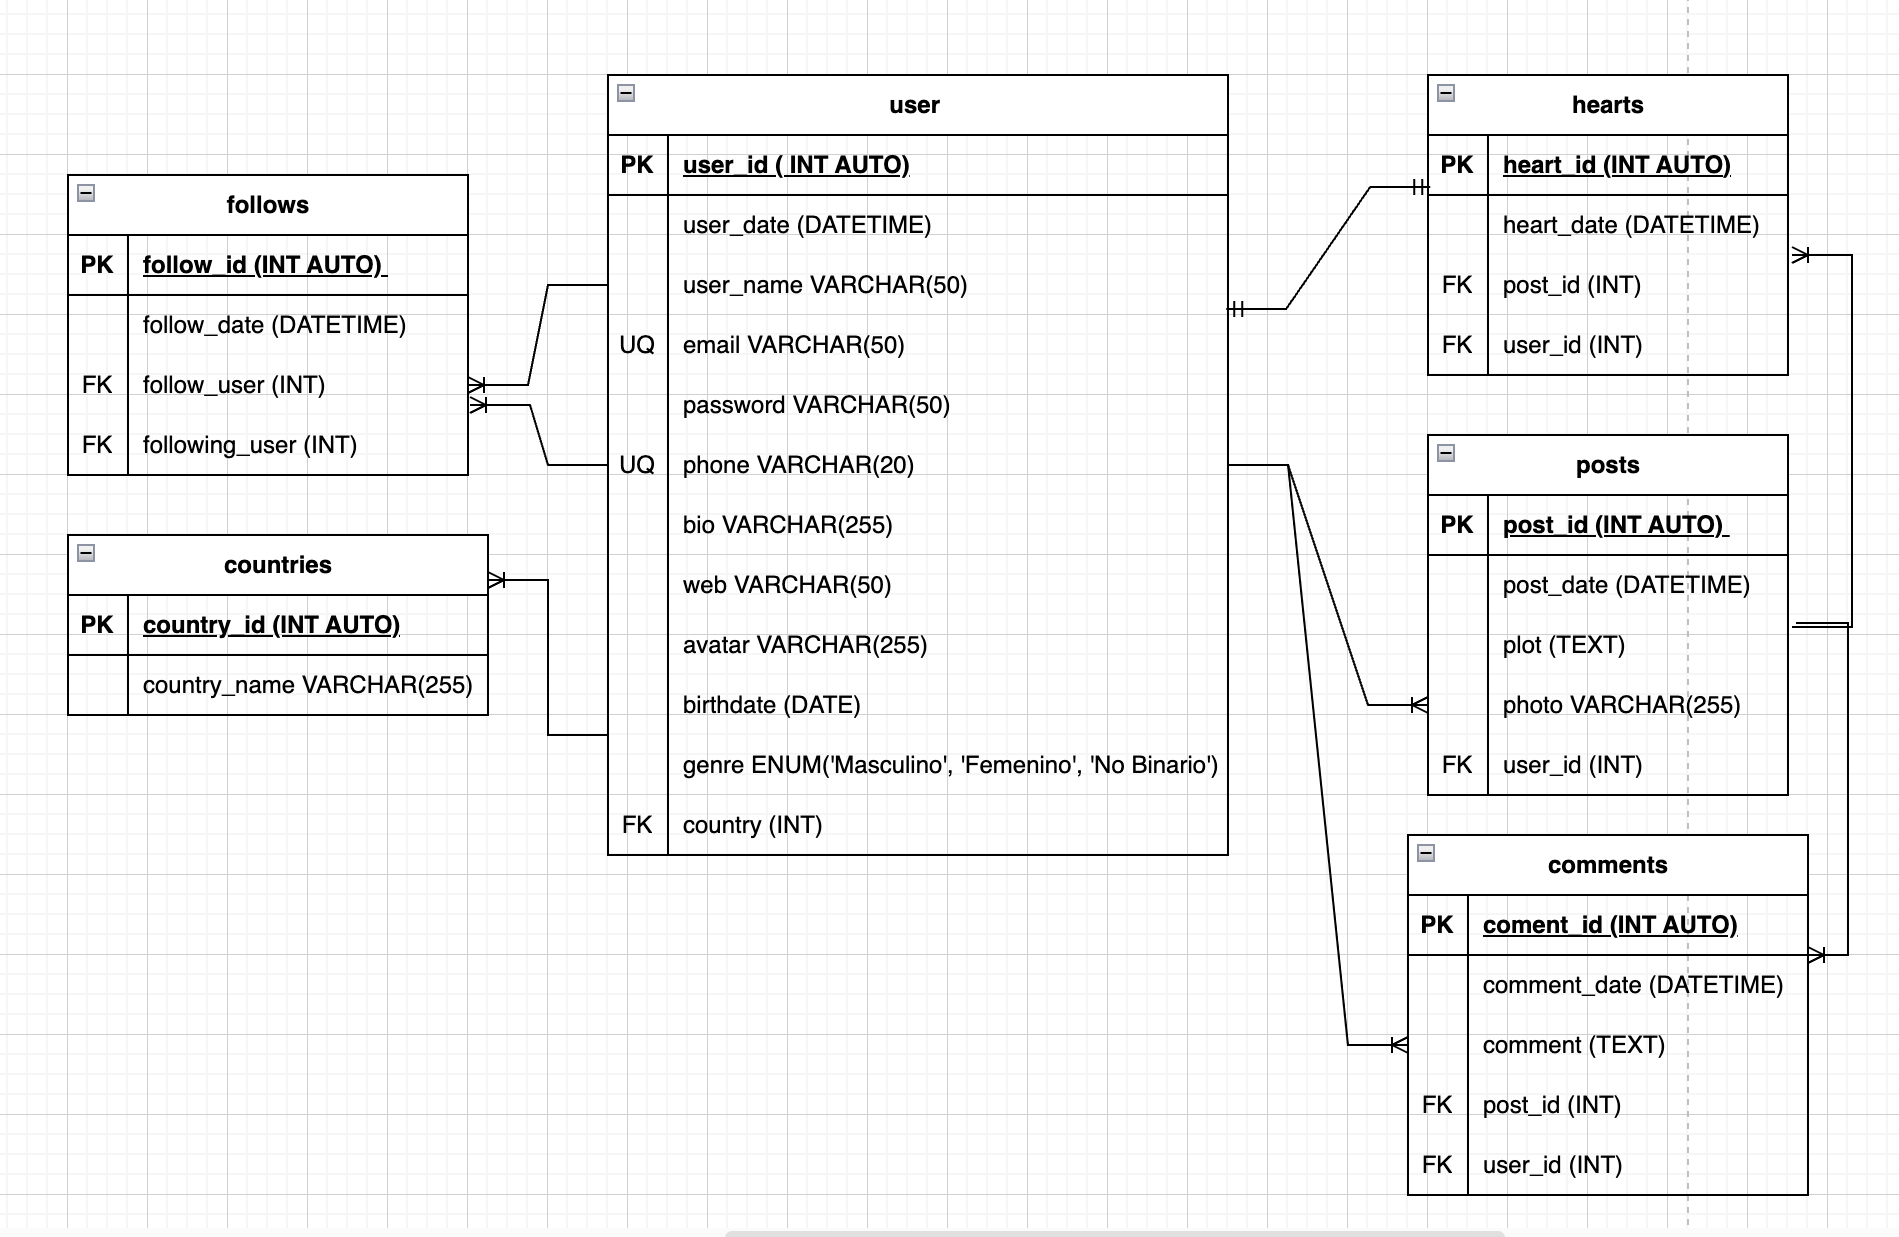 follows
PK follow_id (INT AUTO)
follow_date (DATETIME)
FK follow_user (INT)
FK following_user (INT)
countries
PK country_id (INT AUTO)
country_name VARCHAR(255)
user
PK user_id ( INT AUTO)
user_date (DATETIME)
user_name VARCHAR(50)
UQ email VARCHAR(50)
password VARCHAR(50)
UQ phone VARCHAR(20)
bio VARCHAR(255)
web VARCHAR(50)
avatar VARCHAR(255)
birthdate (DATE)
genre ENUM('Masculino', 'Femenino', 'No Binario')
FK country (INT)
hearts
PK heart_id (INT AUTO)
heart_date (DATETIME)
FK post_id (INT)
FK user_id (INT)
posts
PK post_id (INT AUTO)
post_date (DATETIME)
plot (TEXT)
photo VARCHAR(255)
FK user_id (INT)
comments
PK coment_id (INT AUTO)
comment_date (DATETIME)
comment (TEXT)
FK post_id (INT)
FK user_id (INT)